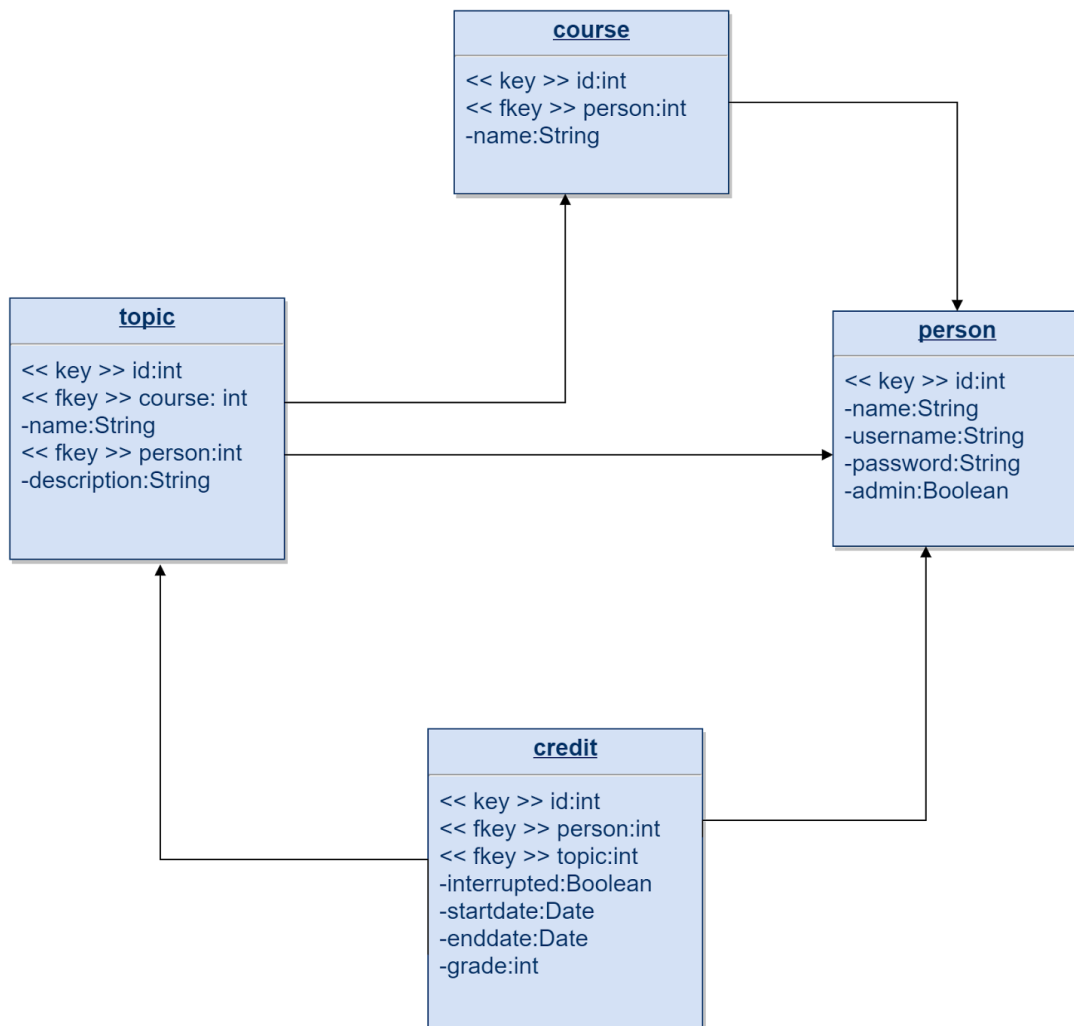 course
<< key >> id:int
<< fkey >> person:int
-name:String
topic
<< key >> id:int
<< fkey >> course: int
-name:String
<< fkey >> person:int
-description:String
person
<< key >> id:int
-name:String
-username:String
-password:String
-admin:Boolean
credit
<< key >> id:int
<< fkey >> person:int
<< fkey >> topic:int
-interrupted:Boolean
-startdate:Date
-enddate:Date
-grade:int